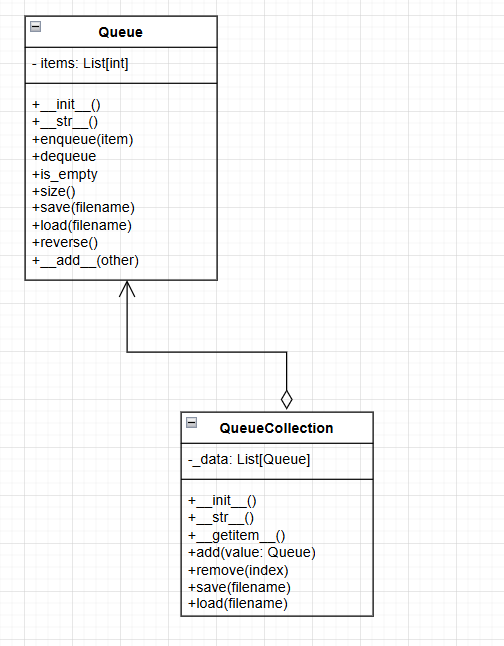 Queue
- items: List[int]
+__init__()
+__str__()
+enqueue(item)
+dequeue
+is_empty
+size()
+save(filename)
+load(filename)
+reverse()
+__add__(other)
QueueCollection
-_data: List[Queue]
+__init__()
+__str__()
+__getitem__()
+add(value: Queue)
+remove(index)
+save(filename)
+load(filename)